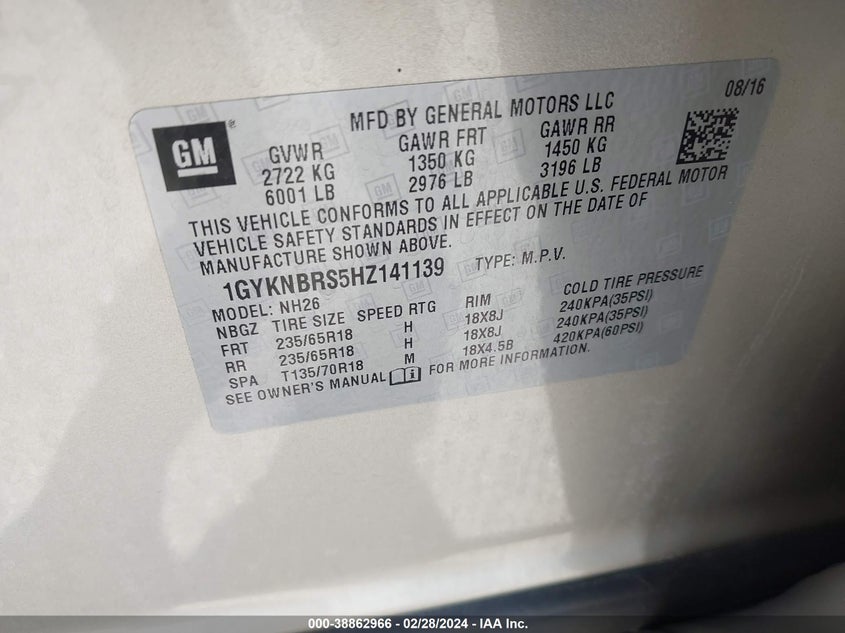 08/16
MFD BY GENERAL MOTORS LLC
GM®
GVWR GAWR FRT GAWR RR
2722 KG 1350 KG 1450 KG
6001 LB 2976 LB 3196 LB
THIS VEHICLE CONFORMS TO ALL APPLICABLE U.S. FEDERAL MOTOR
VEHICLE SAFETY STANDARDS IN EFFECT ON THE DATE OF
MANUFACTURE SHOWN ABOVE.
1GYKNBRS5HZ141139 TYPE: M.P.V.
MODEL: NH26
NBGZ TIRE SIZE SPEED RTG RIM COLD TIRE PRESSURE
FRT 235/65R18 H 18X8J 240KPA(35PSI)
RR 235/65R18 H 18X8J 240KPA(35PSI)
SPA T135/70R18 M 18X4.5B 420KPA(60PSI)
SEE OWNER'S MANUAL FOR MORE INFORMATION.
000-38862966 - 02/28/2024 - IAA Inc.